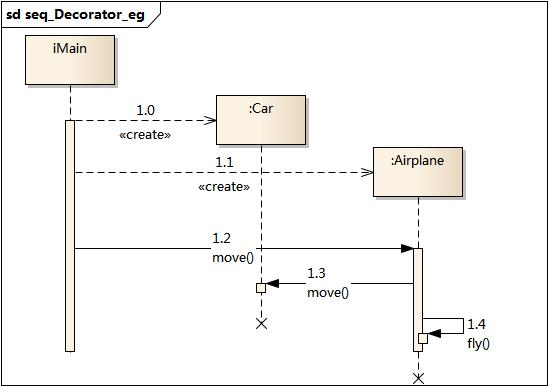 sd seq_Decorator_eg
iMain
1.0
«create»
:Car
1.1
«create»
:Airplane
1.2
move()
1.3
move()
1.4
fly()